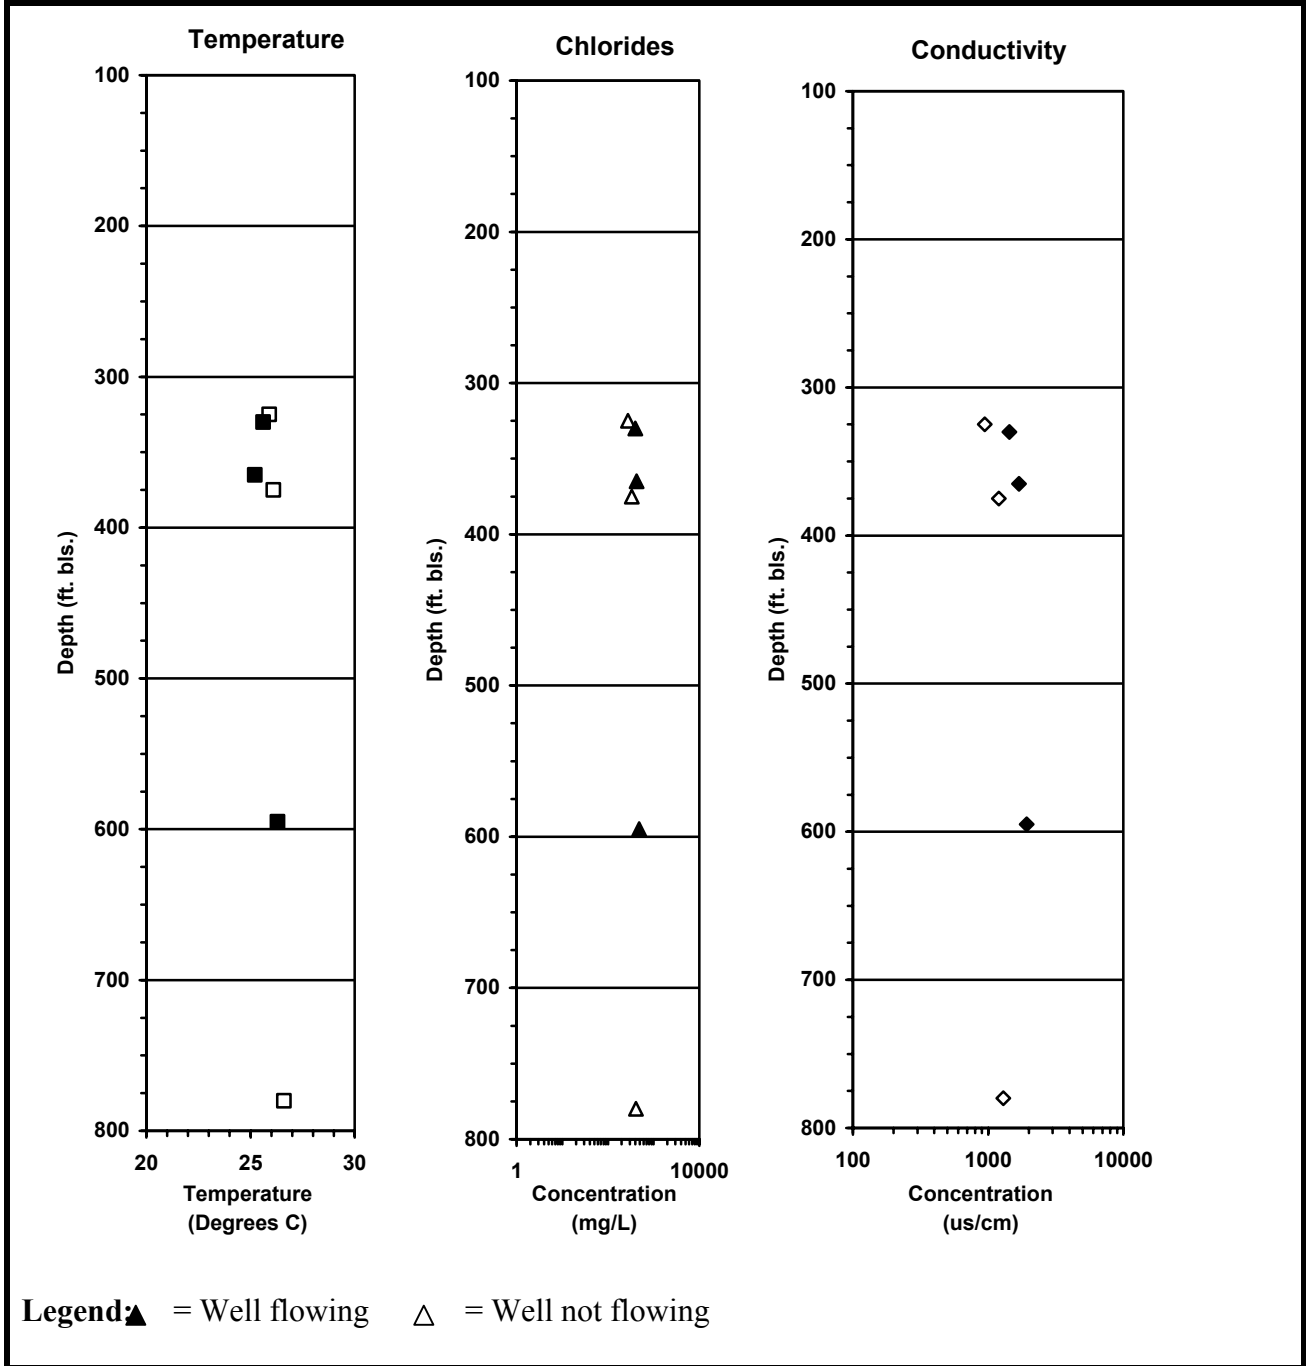 Temperature
100
200
300
400
500
600
700
800
Depth (ft. bls.)
20 25 30
Temperature
(Degrees C)
Chlorides
100
200
300
400
500
600
700
800
Depth (ft. bls.)
1 10000
Concentration
(mg/L)
Conductivity
100
200
300
400
500
600
700
800
Depth (ft. bls.)
100 1000 10000
Concentration
(us/cm)
Legend: = Well flowing = Well not flowing